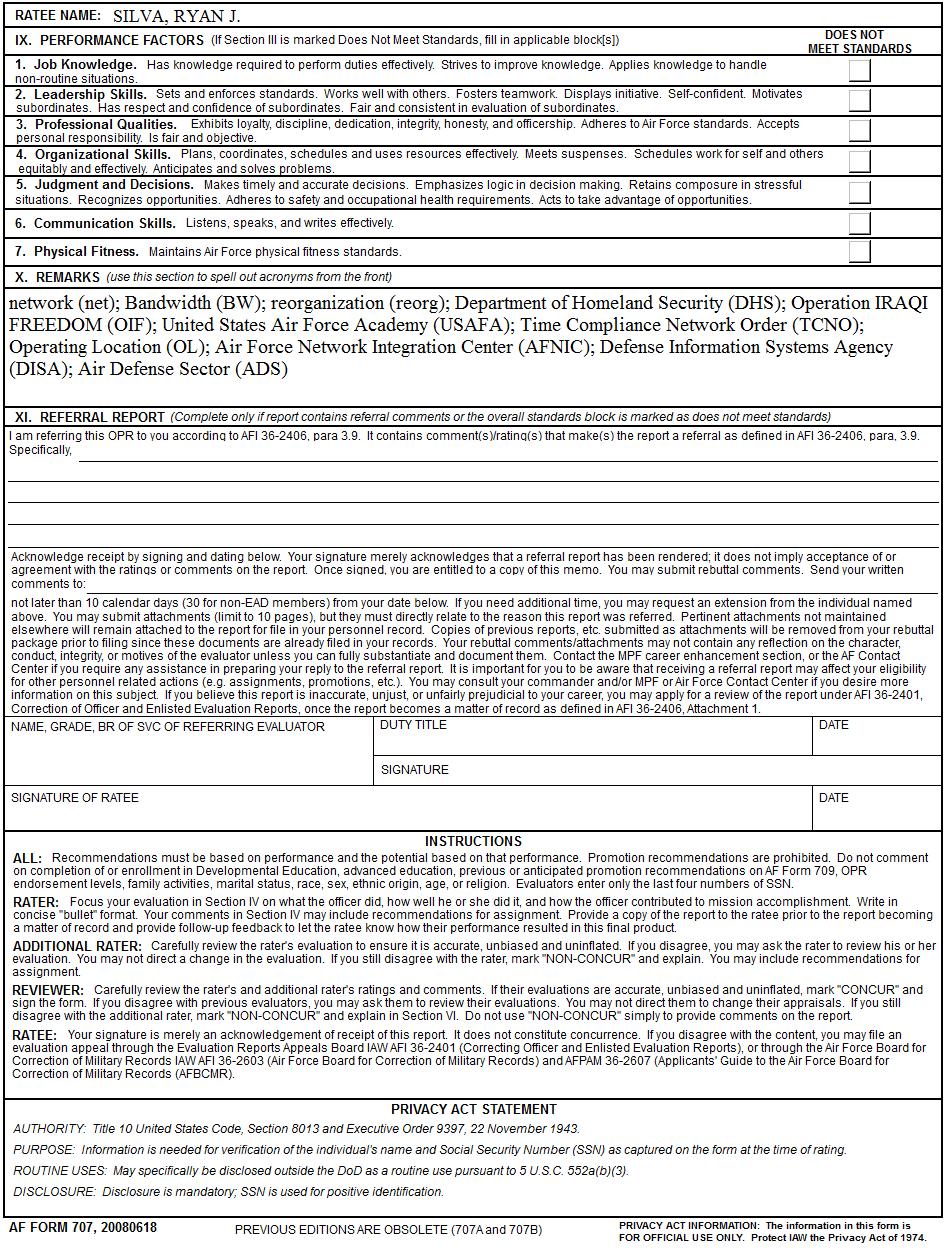 RATEE NAME: SILVA, RYAN J.
IX. PERFORMANCE FACTORS (If Section III is marked Does Not Meet Standards, fill in applicable block[s])
DOES NOT
MEET STANDARDS
1. Job Knowledge. Has knowledge required to perform duties effectively. Strives to improve knowledge. Applies knowledge to handle
non-routine situations.
2. Leadership Skills. Sets and enforces standards. Works well with others. Fosters teamwork. Displays initiative. Self-confident. Motivates
subordinates. Has respect and confidence of subordinates. Fair and consistent in evaluation of subordinates.
3. Professional Qualities. Exhibits loyalty, discipline, dedication, integrity, honesty, and officership. Adheres to Air Force standards. Accepts
personal responsibility. Is fair and objective.
4. Organizational Skills. Plans, coordinates, schedules and uses resources effectively. Meets suspenses. Schedules work for self and others
equitably and effectively. Anticipates and solves problems.
5. Judgment and Decisions. Makes timely and accurate decisions. Emphasizes logic in decision making. Retains composure in stressful
situations. Recognizes opportunities. Adheres to safety and occupational health requirements. Acts to take advantage of opportunities.
6. Communication Skills. Listens, speaks, and writes effectively.
7. Physical Fitness. Maintains Air Force physical fitness standards.
X. REMARKS (use this section to spell out acronyms from the front)
network (net); Bandwidth (BW); reorganization (reorg); Department of Homeland Security (DHS); Operation IRAQI
FREEDOM (OIF); United States Air Force Academy (USAFA); Time Compliance Network Order (TCNO);
Operating Location (OL); Air Force Network Integration Center (AFNIC); Defense Information Systems Agency
(DISA); Air Defense Sector (ADS)
XI. REFERRAL REPORT (Complete only if report contains referral comments or the overall standards block is marked as does not meet standards)
I am referring this OPR to you according to AFI 36-2406, para 3.9. It contains comment(s)/rating(s) that make(s) the report a referral as defined in AFI 36-2406, para, 3.9.
Specifically,
Acknowledge receipt by signing and dating below. Your signature merely acknowledges that a referral report has been rendered; it does not imply acceptance of or
agreement with the ratings or comments on the report. Once signed, you are entitled to a copy of this memo. You may submit rebuttal comments. Send your written
comments to:
not later than 10 calendar days (30 for non-EAD members) from your date below. If you need additional time, you may request an extension from the individual named
above. You may submit attachments (limit to 10 pages), but they must directly relate to the reason this report was referred. Pertinent attachments not maintained
elsewhere will remain attached to the report for file in your personnel record. Copies of previous reports, etc. submitted as attachments will be removed from your rebuttal
package prior to filing since these documents are already filed in your records. Your rebuttal comments/attachments may not contain any reflection on the character,
conduct, integrity, or motives of the evaluator unless you can fully substantiate and document them. Contact the MPF career enhancement section, or the AF Contact
Center if you require any assistance in preparing your reply to the referral report. It is important for you to be aware that receiving a referral report may affect your eligibility
for other personnel related actions (e.g. assignments, promotions, etc.). You may consult your commander and/or MPF or Air Force Contact Center if you desire more
information on this subject. If you believe this report is inaccurate, unjust, or unfairly prejudicial to your career, you may apply for a review of the report under AFI 36-2401,
Correction of Officer and Enlisted Evaluation Reports, once the report becomes a matter of record as defined in AFI 36-2406, Attachment 1.
NAME, GRADE, BR OF SVC OF REFERRING EVALUATOR
DUTY TITLE
DATE
SIGNATURE
SIGNATURE OF RATEE
DATE
INSTRUCTIONS
ALL: Recommendations must be based on performance and the potential based on that performance. Promotion recommendations are prohibited. Do not comment
on completion of or enrollment in Developmental Education, advanced education, previous or anticipated promotion recommendations on AF Form 709, OPR
endorsement levels, family activities, marital status, race, sex, ethnic origin, age, or religion. Evaluators enter only the last four numbers of SSN.
RATER: Focus your evaluation in Section IV on what the officer did, how well he or she did it, and how the officer contributed to mission accomplishment. Write in
concise "bullet" format. Your comments in Section IV may include recommendations for assignment. Provide a copy of the report to the ratee prior to the report becoming
a matter of record and provide follow-up feedback to let the ratee know how their performance resulted in this final product.
ADDITIONAL RATER: Carefully review the rater's evaluation to ensure it is accurate, unbiased and uninflated. If you disagree, you may ask the rater to review his or her
evaluation. You may not direct a change in the evaluation. If you still disagree with the rater, mark "NON-CONCUR" and explain. You may include recommendations for
assignment.
REVIEWER: Carefully review the rater's and additional rater's ratings and comments. If their evaluations are accurate, unbiased and uninflated, mark "CONCUR" and
sign the form. If you disagree with previous evaluators, you may ask them to review their evaluations. You may not direct them to change their appraisals. If you still
disagree with the additional rater, mark "NON-CONCUR" and explain in Section VI. Do not use "NON-CONCUR" simply to provide comments on the report.
RATEE: Your signature is merely an acknowledgement of receipt of this report. It does not constitute concurrence. If you disagree with the content, you may file an
evaluation appeal through the Evaluation Reports Appeals Board IAW AFI 36-2401 (Correcting Officer and Enlisted Evaluation Reports), or through the Air Force Board for
Correction of Military Records IAW AFI 36-2603 (Air Force Board for Correction of Military Records) and AFPAM 36-2607 (Applicants' Guide to the Air Force Board for
Correction of Military Records (AFBCMR).
PRIVACY ACT STATEMENT
AUTHORITY: Title 10 United States Code, Section 8013 and Executive Order 9397, 22 November 1943.
PURPOSE: Information is needed for verification of the individual's name and Social Security Number (SSN) as captured on the form at the time of rating.
ROUTINE USES: May specifically be disclosed outside the DoD as a routine use pursuant to 5 U.S.C. 552a(b)(3).
DISCLOSURE: Disclosure is mandatory; SSN is used for positive identification.
AF FORM 707, 20080618
PREVIOUS EDITIONS ARE OBSOLETE (707A and 707B)
PRIVACY ACT INFORMATION: The information in this form is
FOR OFFICIAL USE ONLY. Protect IAW the Privacy Act of 1974.